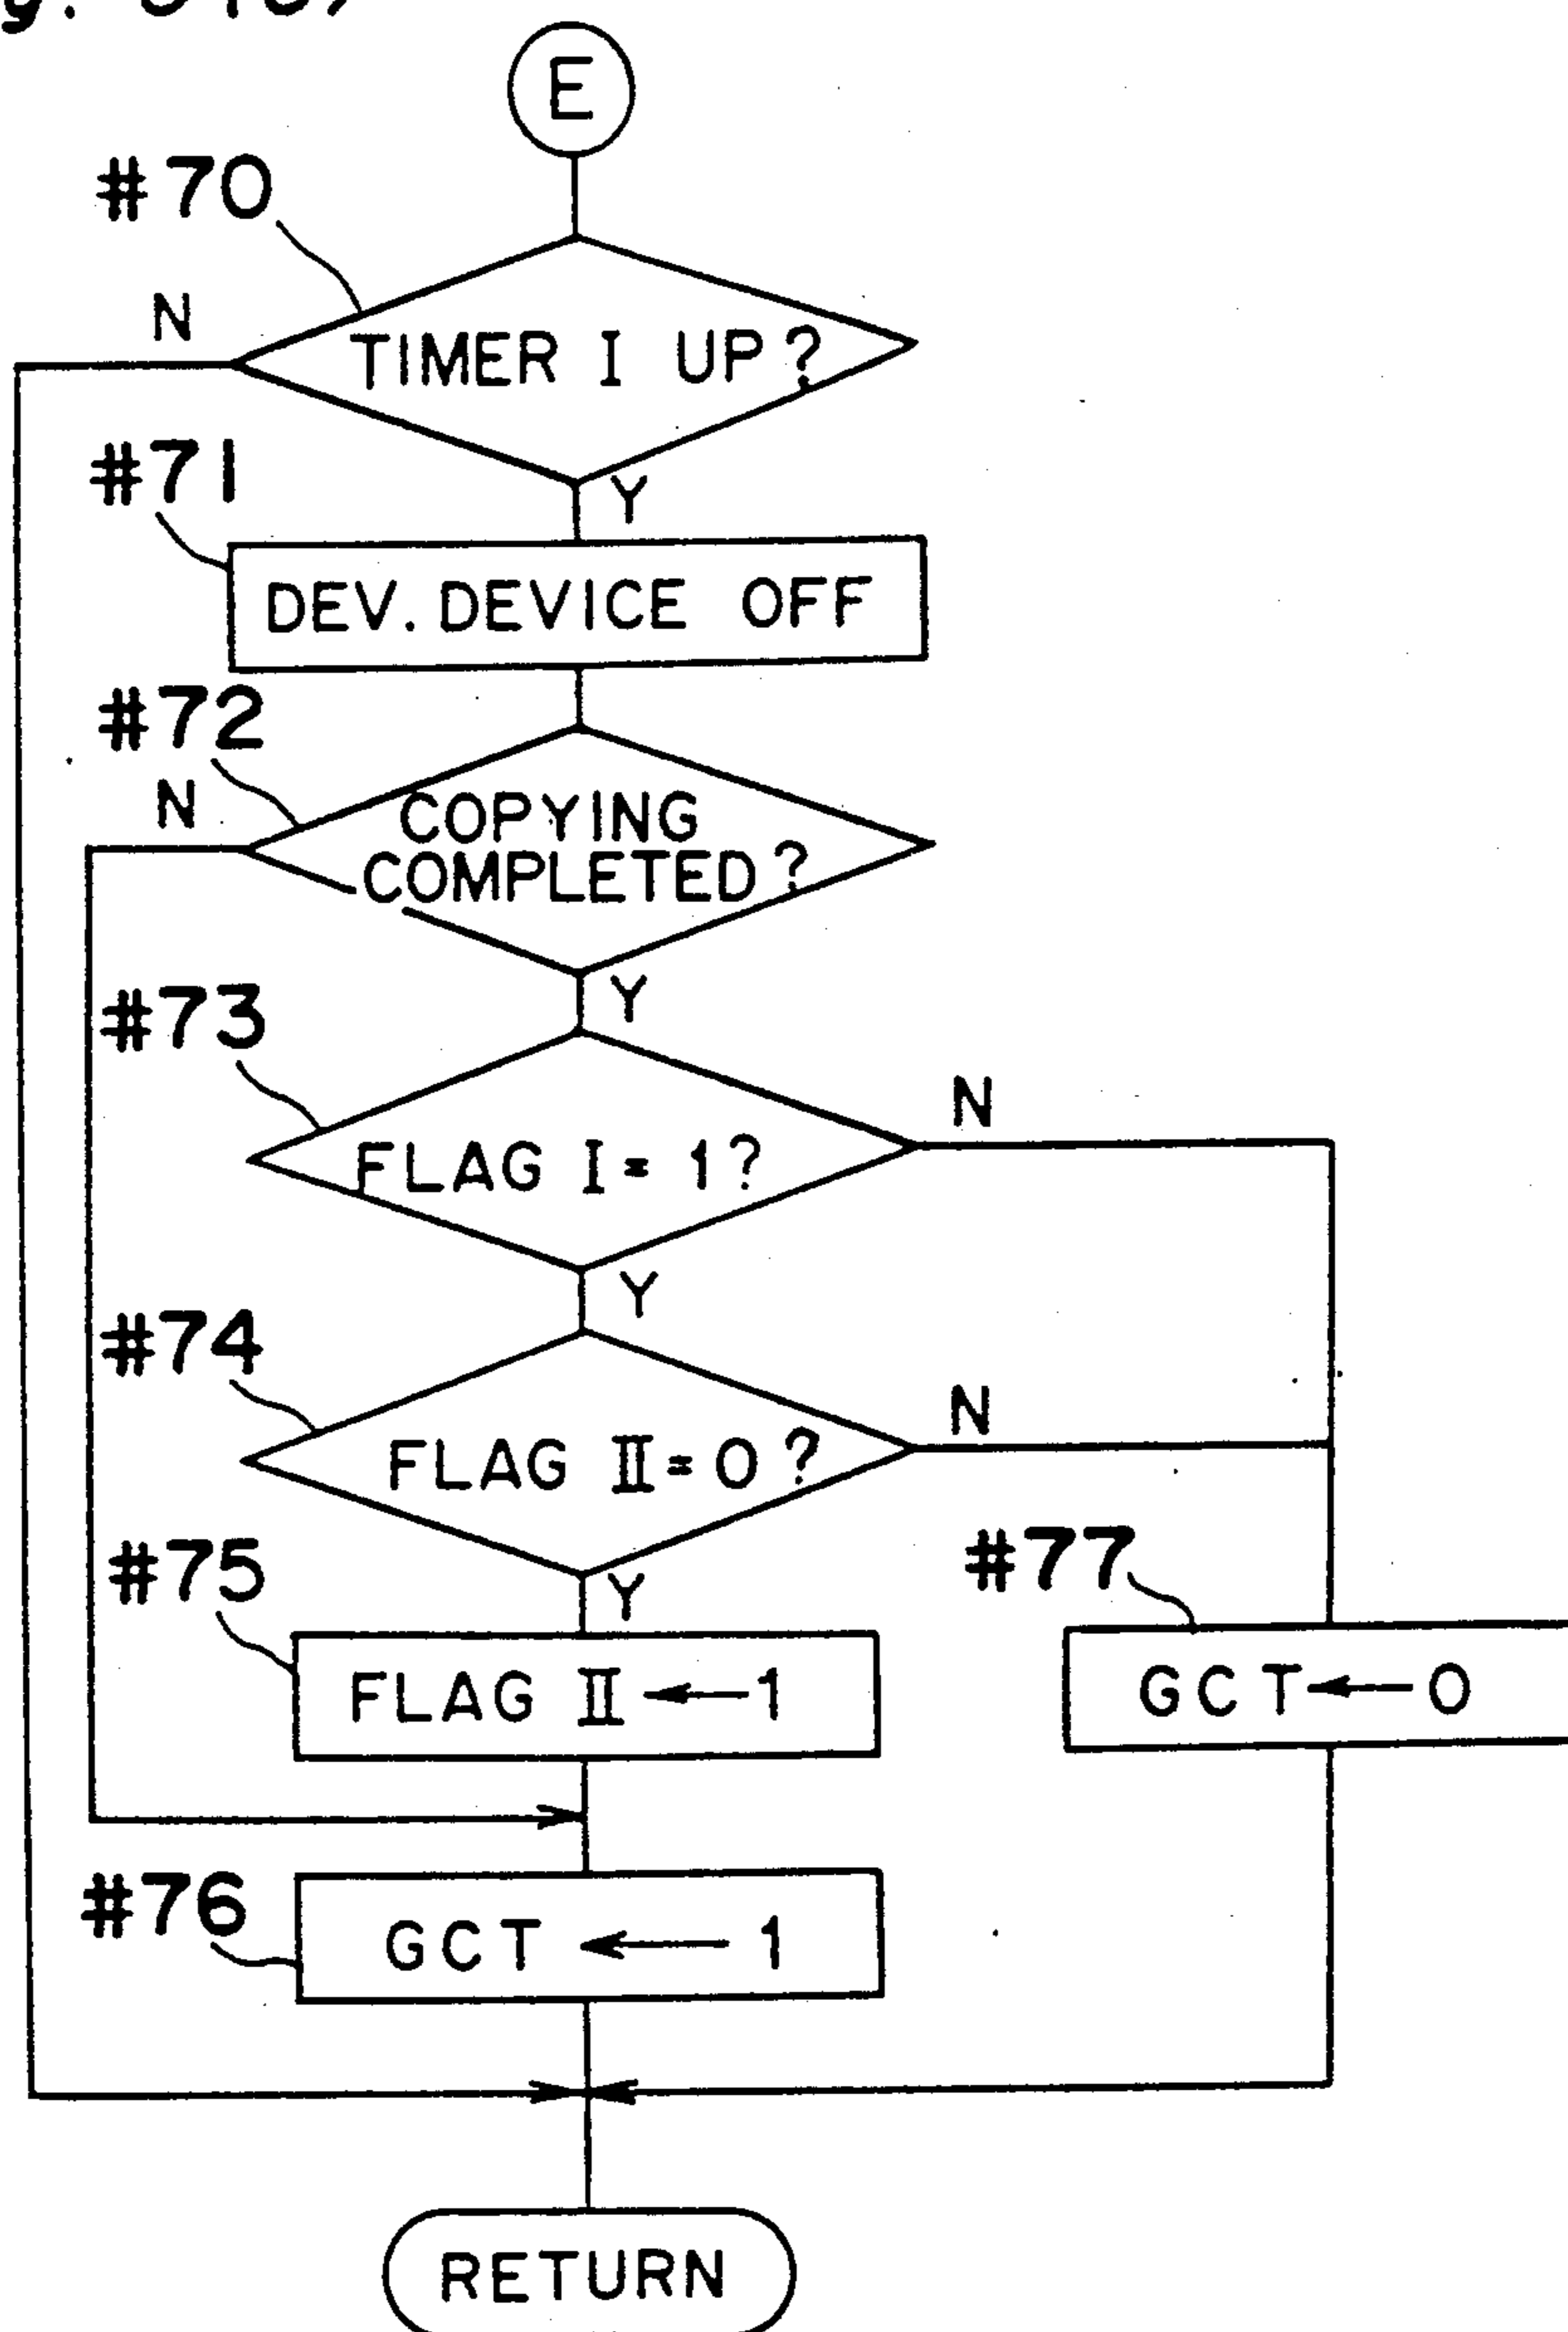 E
#70
N
TIMER I UP?
#71
Y
DEV. DEVICE OFF
#72
N
COPYING
COMPLETED?
Y
#73
N
FLAG I = 1?
Y
#74
N
FLAG II = 0?
#75
Y
#77
FLAG II ← 1
GCT ← 0
#76
GCT ← 1
RETURN